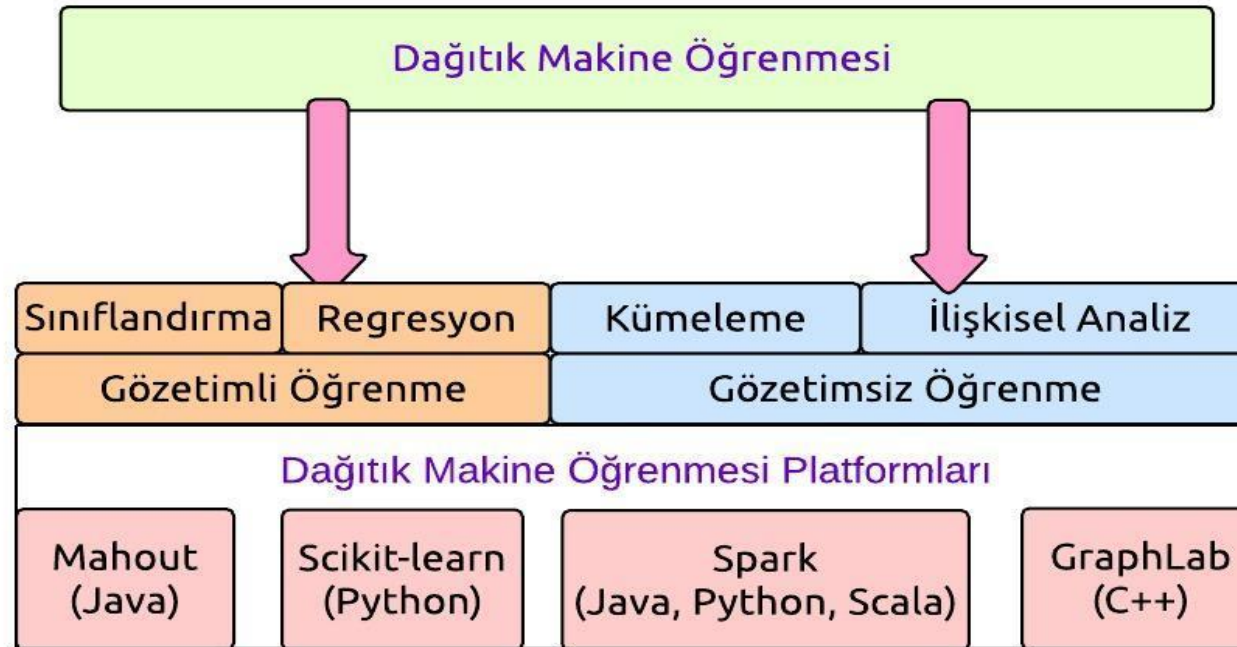 Dağıtık Makine Öğrenmesi
Sınıflandırma
Regresyon
Kümeleme
İlişkisel Analiz
Gözetimli Öğrenme
Gözetimsiz Öğrenme
Dağıtık Makine Öğrenmesi Platformları
Mahout
(Java)
Scikit-learn
(Python)
Spark
(Java, Python, Scala)
GraphLab
(C++)